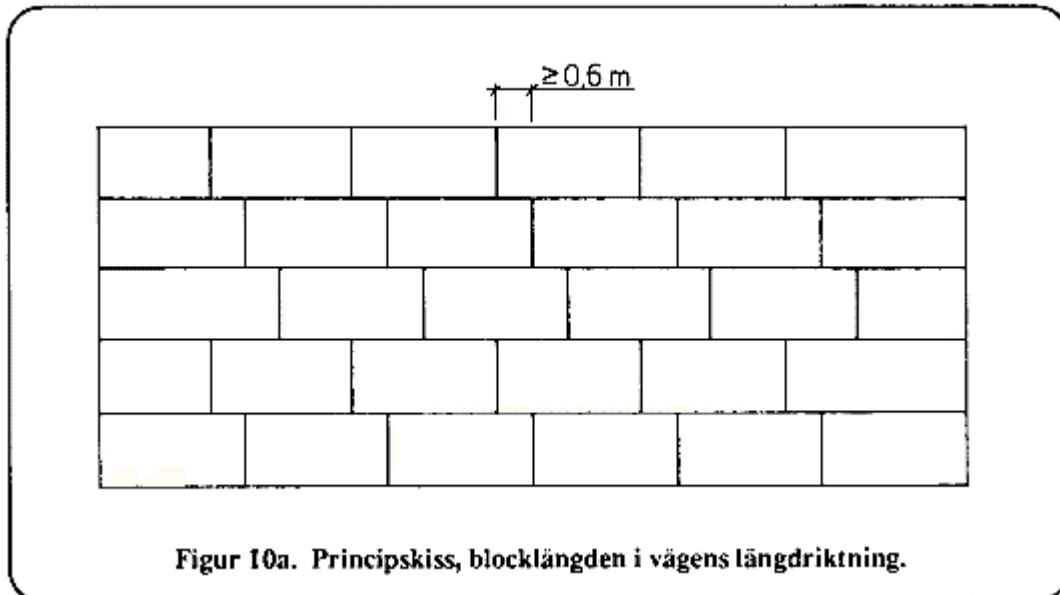 ≥0,6 m
Figur 10a. Principskiss, blocklängden i vägens längdriktning.